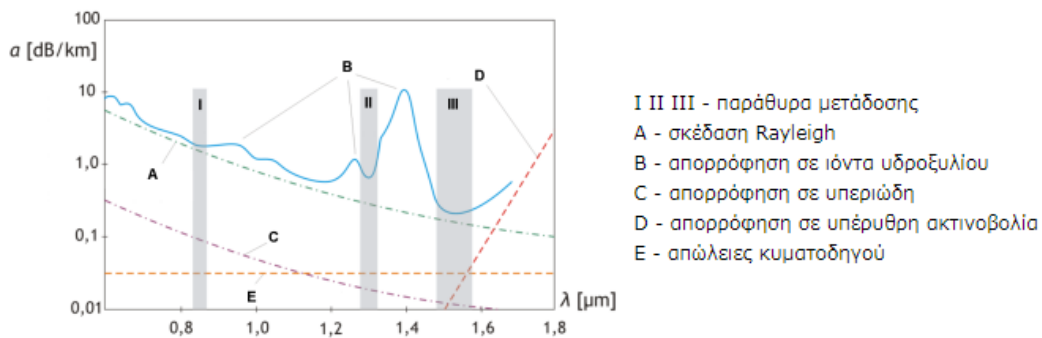 100
a [dB/km]
10
1,0
0,1
0,01
I
II
III
A
B
C
D
E
0,8
1,0
1,2
1,4
1,6
1,8
λ [μm]
I II III - παράθυρα μετάδοσης
A - σκέδαση Rayleigh
B - απορρόφηση σε ιόντα υδροξυλίου
C - απορρόφηση σε υπεριώδη
D - απορρόφηση σε υπέρυθρη ακτινοβολία
E - απώλειες κυματοδηγού